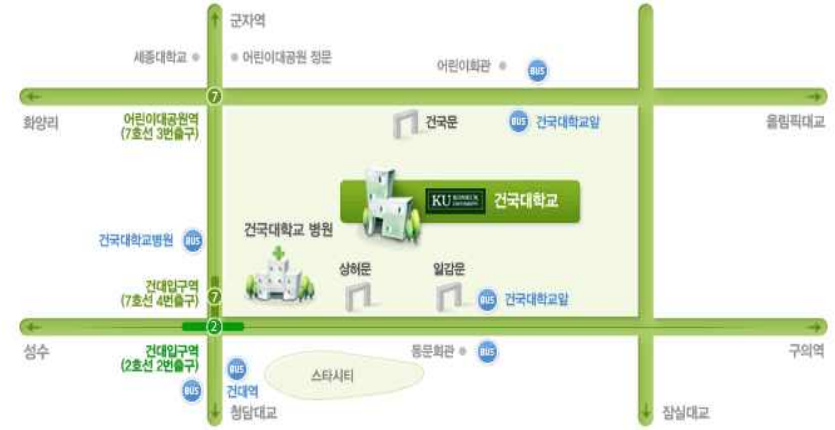 군자역
세종대학교
어린이대공원 정문
어린이회관
BUS
7
화양리
어린이대공원역
(7호선 3번출구)
건국문
BUS 건국대학교앞
올림픽대교
KU KONKUK UNIVERSITY 건국대학교
건국대학교 병원
건국대학교병원 BUS
상허문
일감문
건대입구역
(7호선 4번출구)
7
BUS 건국대학교앞
2
성수
건대입구역
(2호선 2번출구)
동문회관
BUS
구의역
BUS
스타시티
BUS
건대역
청담대교
잠실대교